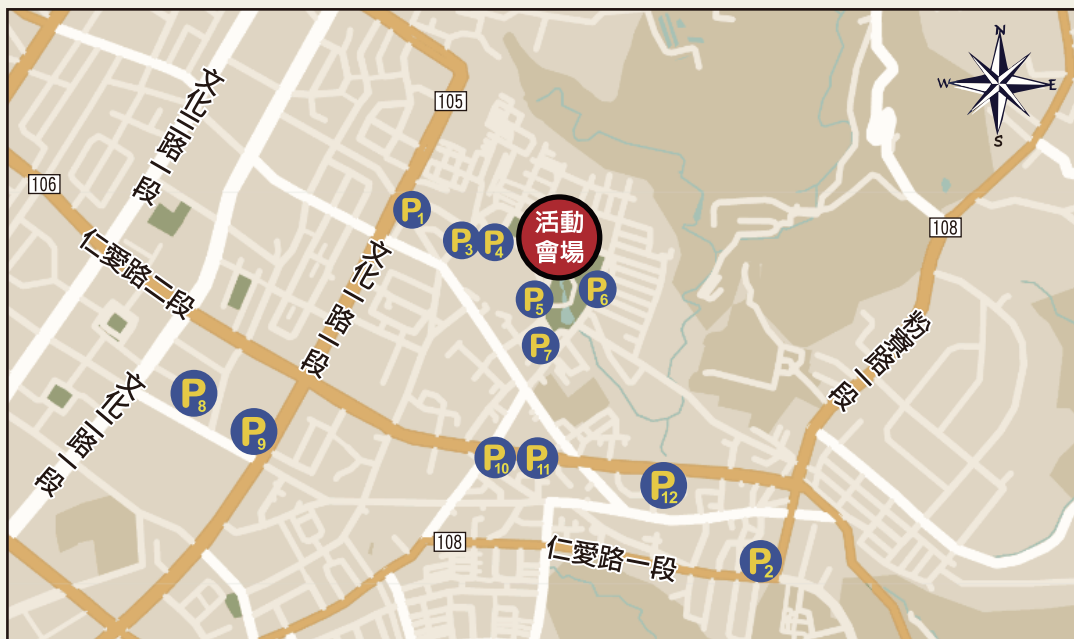 N
W
E
S
105
文化三路一段
106
P1
活動
會場
P3
P4
108
仁愛路二段
文化一路一段
P6
P5
P7
粉寮路一段
P8
文化二路一段
P9
P10
P11
P12
108
仁愛路一段
P2